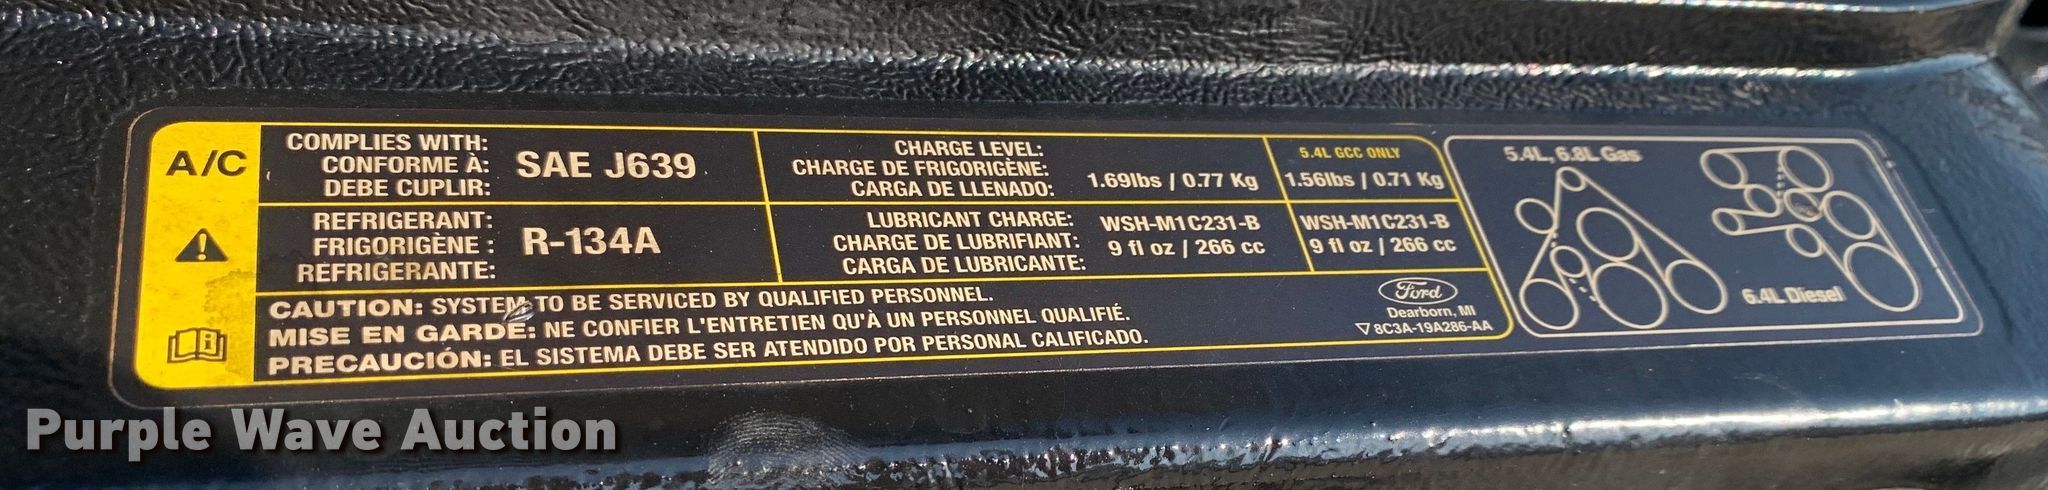 A/C
COMPLIES WITH:
CONFORME À:
DEBE CUPLIR:
SAE J639
REFRIGERANT:
FRIGORIGÈNE :
REFRIGERANTE:
R-134A
CHARGE LEVEL:
CHARGE DE FRIGORIGÈNE:
CARGA DE LLENADO:
1.69lbs / 0.77 Kg
5.4L GCC ONLY
1.56lbs / 0.71 Kg
LUBRICANT CHARGE:
CHARGE DE LUBRIFIANT:
CARGA DE LUBRICANTE:
WSH-M1C231-B
9 fl oz / 266 cc
WSH-M1C231-B
9 fl oz / 266 cc
CAUTION: SYSTEM TO BE SERVICED BY QUALIFIED PERSONNEL.
MISE EN GARDE: NE CONFIER L'ENTRETIEN QU'À UN PERSONNEL QUALIFIÉ.
PRECAUCIÓN: EL SISTEMA DEBE SER ATENDIDO POR PERSONAL CALIFICADO.
Ford
Dearborn, MI
8C3A-19A286-AA
5.4L, 6.8L Gas
6.4L Diesel
Purple Wave Auction